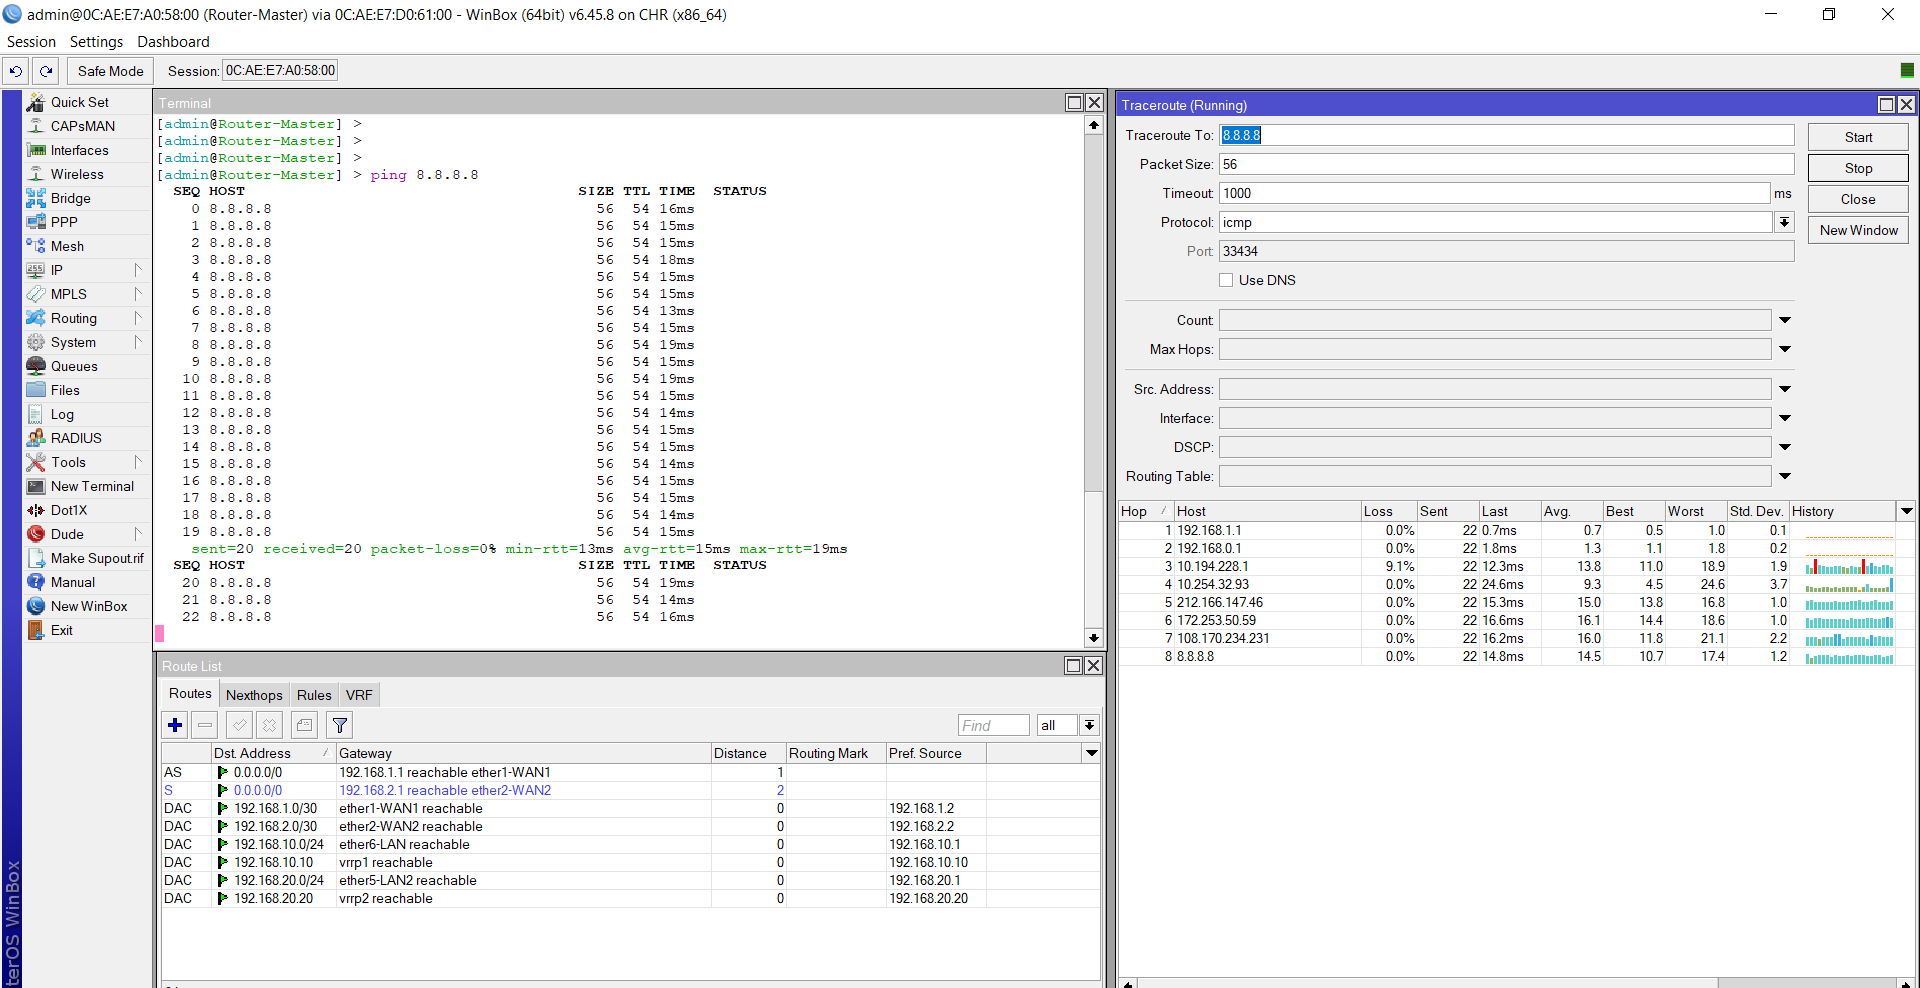 admin@0C:AE:E7:A0:58:00 (Router-Master) via 0C:AE:E7:D0:61:00 - WinBox (64bit) v6.45.8 on CHR (x86_64)
Session Settings Dashboard
Safe Mode Session: 0C:AE:E7:A0:58:00
Quick Set
CAPsMAN
Interfaces
Wireless
Bridge
PPP
Mesh
IP
MPLS
Routing
System
Queues
Files
Log
RADIUS
Tools
New Terminal
Dot1X
Dude
Make Supout.rif
Manual
New WinBox
Exit
terOS WinBox
Terminal
[admin@Router-Master] >
[admin@Router-Master] >
[admin@Router-Master] >
[admin@Router-Master] > ping 8.8.8.8
SEQ HOST SIZE TTL TIME STATUS
0 8.8.8.8 56 54 16ms
1 8.8.8.8 56 54 15ms
2 8.8.8.8 56 54 15ms
3 8.8.8.8 56 54 18ms
4 8.8.8.8 56 54 15ms
5 8.8.8.8 56 54 15ms
6 8.8.8.8 56 54 13ms
7 8.8.8.8 56 54 15ms
8 8.8.8.8 56 54 19ms
9 8.8.8.8 56 54 15ms
10 8.8.8.8 56 54 19ms
11 8.8.8.8 56 54 15ms
12 8.8.8.8 56 54 14ms
13 8.8.8.8 56 54 15ms
14 8.8.8.8 56 54 15ms
15 8.8.8.8 56 54 14ms
16 8.8.8.8 56 54 15ms
17 8.8.8.8 56 54 15ms
18 8.8.8.8 56 54 14ms
19 8.8.8.8 56 54 15ms
sent=20 received=20 packet-loss=0% min-rtt=13ms avg-rtt=15ms max-rtt=19ms
SEQ HOST SIZE TTL TIME STATUS
20 8.8.8.8 56 54 19ms
21 8.8.8.8 56 54 14ms
22 8.8.8.8 56 54 16ms
Route List
Routes Nexthops Rules VRF
Find all
Dst. Address Gateway Distance Routing Mark Pref. Source
AS 0.0.0.0/0 192.168.1.1 reachable ether1-WAN1 1
S 0.0.0.0/0 192.168.2.1 reachable ether2-WAN2 2
DAC 192.168.1.0/30 ether1-WAN1 reachable 0 192.168.1.2
DAC 192.168.2.0/30 ether2-WAN2 reachable 0 192.168.2.2
DAC 192.168.10.0/24 ether6-LAN reachable 0 192.168.10.1
DAC 192.168.10.10 vrrp1 reachable 0 192.168.10.10
DAC 192.168.20.0/24 ether5-LAN2 reachable 0 192.168.20.1
DAC 192.168.20.20 vrrp2 reachable 0 192.168.20.20
Traceroute (Running)
Traceroute To: 8.8.8.8 Start
Packet Size: 56 Stop
Timeout: 1000 ms Close
Protocol: icmp New Window
Port: 33434
Use DNS
Count:
Max Hops:
Src. Address:
Interface:
DSCP:
Routing Table:
Hop Host Loss Sent Last Avg. Best Worst Std. Dev. History
1 192.168.1.1 0.0% 22 0.7ms 0.7 0.5 1.0 0.1
2 192.168.0.1 0.0% 22 1.8ms 1.3 1.1 1.8 0.2
3 10.194.228.1 9.1% 22 12.3ms 13.8 11.0 18.9 1.9
4 10.254.32.93 0.0% 22 24.6ms 9.3 4.5 24.6 3.7
5 212.166.147.46 0.0% 22 15.3ms 15.0 13.8 16.8 1.0
6 172.253.50.59 0.0% 22 16.6ms 16.1 14.4 18.6 1.0
7 108.170.234.231 0.0% 22 16.2ms 16.0 11.8 21.1 2.2
8 8.8.8.8 0.0% 22 14.8ms 14.5 10.7 17.4 1.2